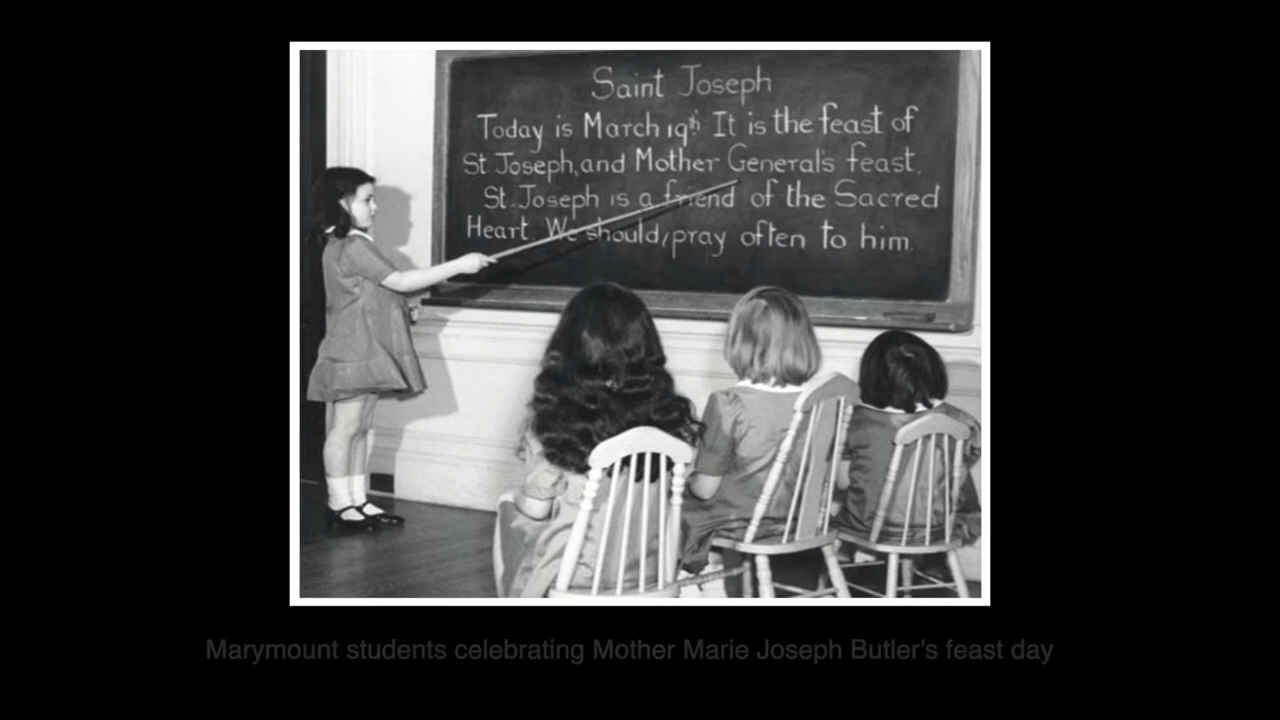 Saint Joseph
Today is March 19th It is the feast of
St. Joseph, and Mother General's feast.
St. Joseph is a friend of the Sacred
Heart. We should pray often to him.
Marymount students celebrating Mother Marie Joseph Butler's feast day